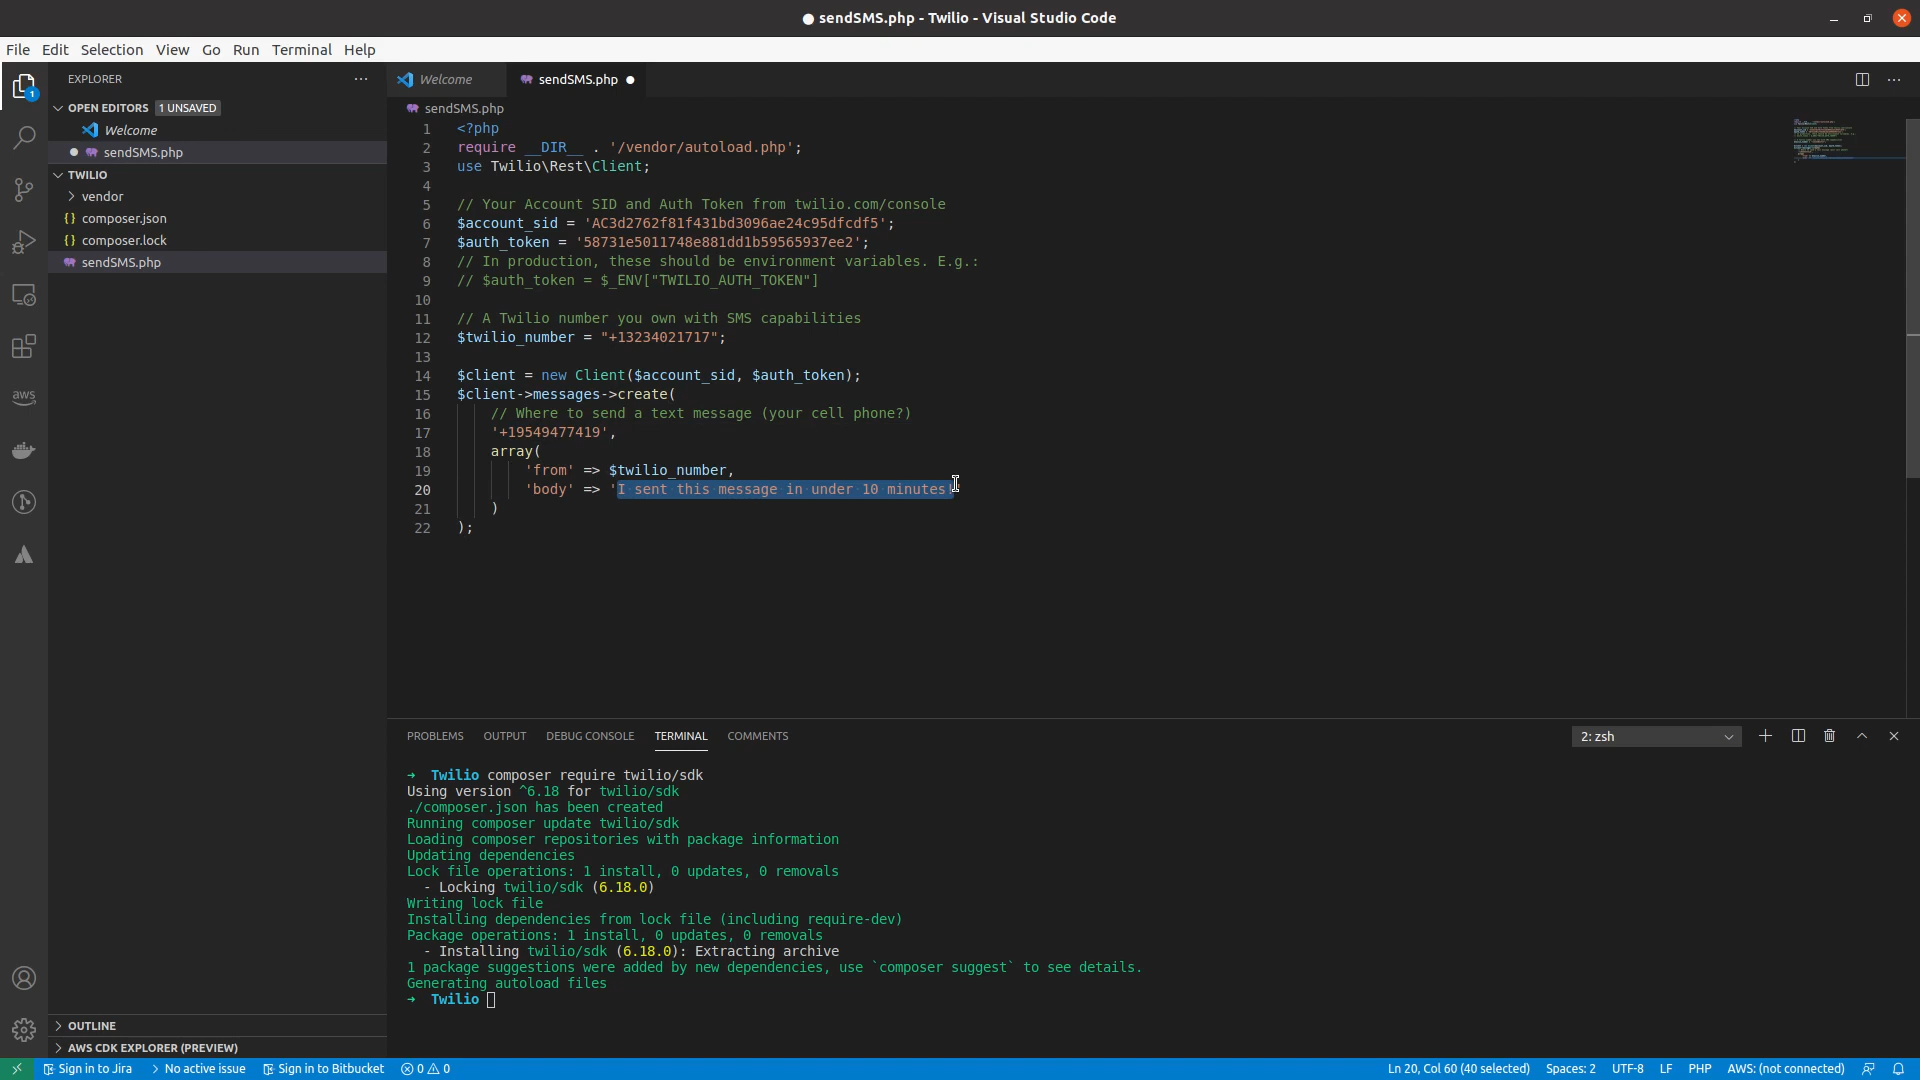 ● sendSMS.php - Twilio - Visual Studio Code
File Edit Selection View Go Run Terminal Help
EXPLORER
OPEN EDITORS 1 UNSAVED
Welcome
sendSMS.php
TWILIO
vendor
{} composer.json
{} composer.lock
sendSMS.php
OUTLINE
AWS CDK EXPLORER (PREVIEW)
1
aws
Welcome sendSMS.php
sendSMS.php
1 <?php
2 require __DIR__ . '/vendor/autoload.php';
3 use Twilio\Rest\Client;
4
5 // Your Account SID and Auth Token from twilio.com/console
6 $account_sid = 'AC3d2762f81f431bd3096ae24c95dfcdf5';
7 $auth_token = '58731e5011748e881dd1b59565937ee2';
8 // In production, these should be environment variables. E.g.:
9 // $auth_token = $_ENV["TWILIO_AUTH_TOKEN"]
10
11 // A Twilio number you own with SMS capabilities
12 $twilio_number = "+13234021717";
13
14 $client = new Client($account_sid, $auth_token);
15 $client->messages->create(
16 // Where to send a text message (your cell phone?)
17 '+19549477419',
18 array(
19 'from' => $twilio_number,
20 'body' => 'I sent this message in under 10 minutes!'
21 )
22 );
PROBLEMS OUTPUT DEBUG CONSOLE TERMINAL COMMENTS
2: zsh
➜ Twilio composer require twilio/sdk
Using version ^6.18 for twilio/sdk
./composer.json has been created
Running composer update twilio/sdk
Loading composer repositories with package information
Updating dependencies
Lock file operations: 1 install, 0 updates, 0 removals
- Locking twilio/sdk (6.18.0)
Writing lock file
Installing dependencies from lock file (including require-dev)
Package operations: 1 install, 0 updates, 0 removals
- Installing twilio/sdk (6.18.0): Extracting archive
1 package suggestions were added by new dependencies, use `composer suggest` to see details.
Generating autoload files
➜ Twilio
Sign in to Jira No active issue Sign in to Bitbucket 0 0 Ln 20, Col 60 (40 selected) Spaces: 2 UTF-8 LF PHP AWS: (not connected)